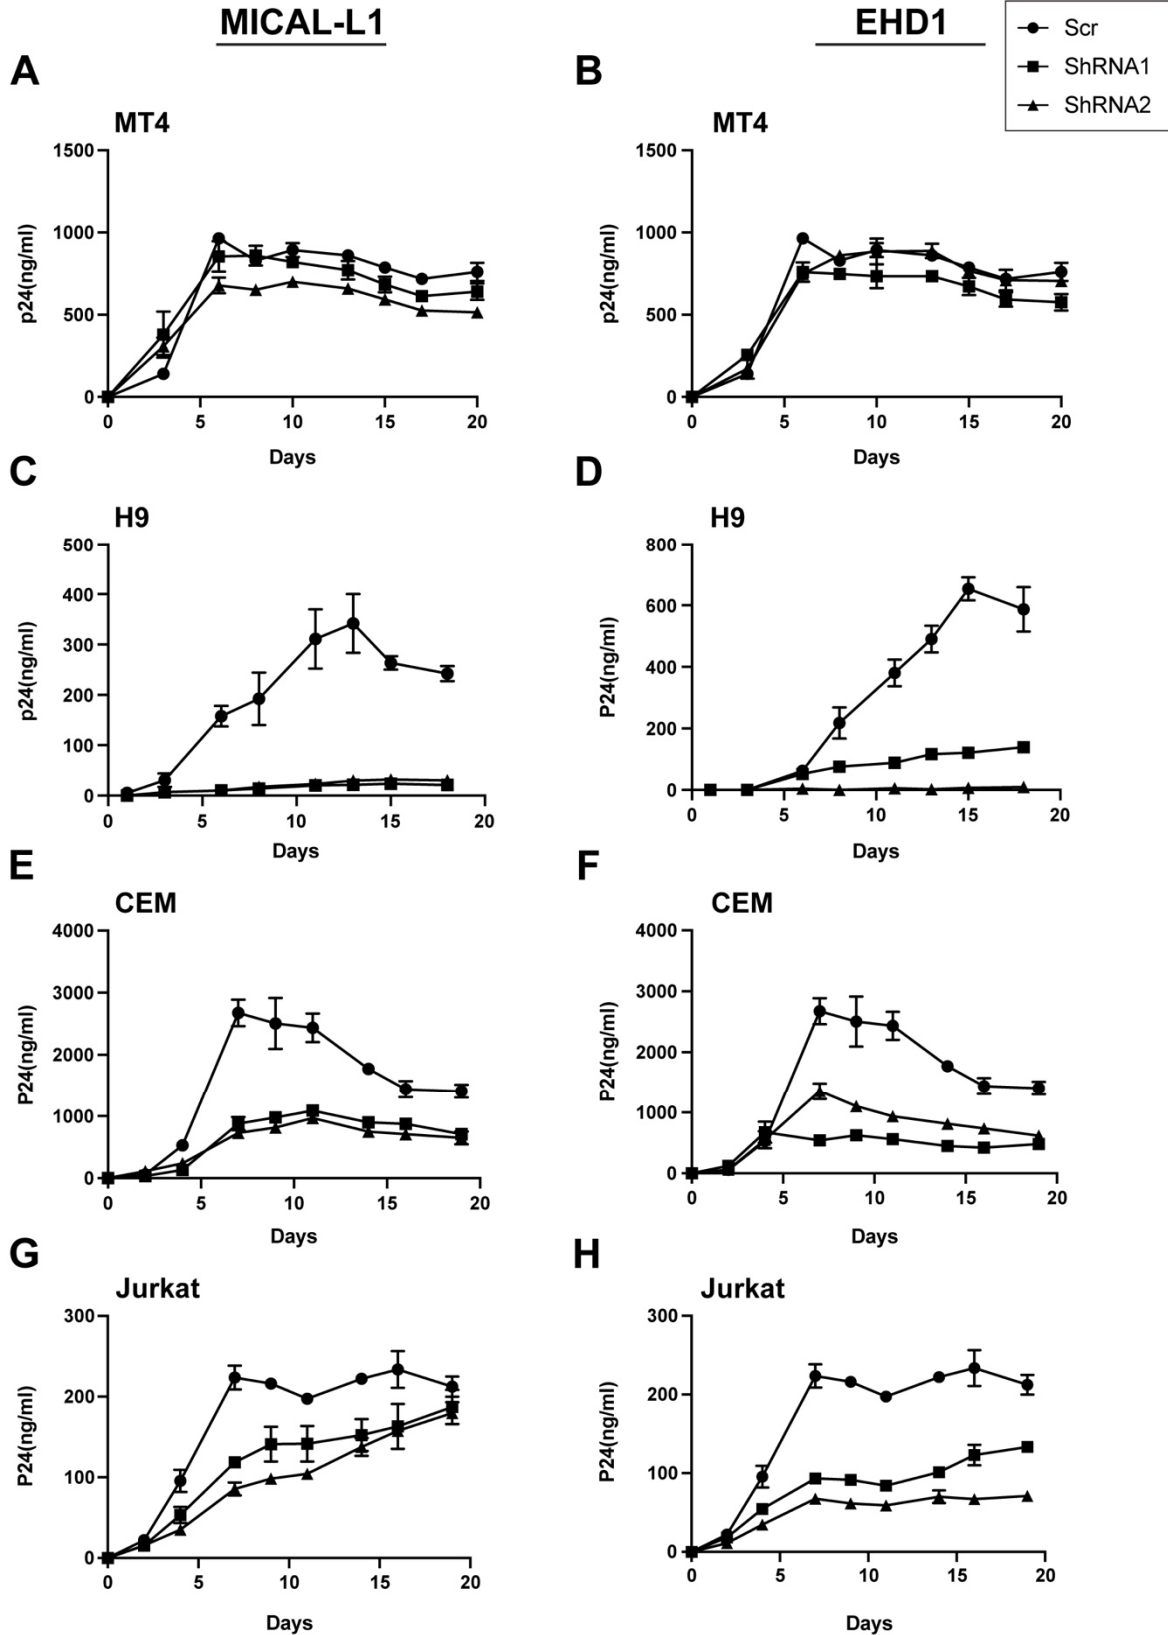 MICAL-L1
EHD1
Scr
ShRNA1
ShRNA2
A
MT4
1500
1000
500
0
p24(ng/ml)
0 5 10 15 20
Days
B
MT4
1500
1000
500
0
p24(ng/ml)
0 5 10 15 20
Days
C
H9
500
400
300
200
100
0
p24(ng/ml)
0 5 10 15 20
Days
D
H9
800
600
400
200
0
P24(ng/ml)
0 5 10 15 20
Days
E
CEM
4000
3000
2000
1000
0
P24(ng/ml)
0 5 10 15 20
Days
F
CEM
4000
3000
2000
1000
0
P24(ng/ml)
0 5 10 15 20
Days
G
Jurkat
300
200
100
0
P24(ng/ml)
0 5 10 15 20
Days
H
Jurkat
300
200
100
0
P24(ng/ml)
0 5 10 15 20
Days